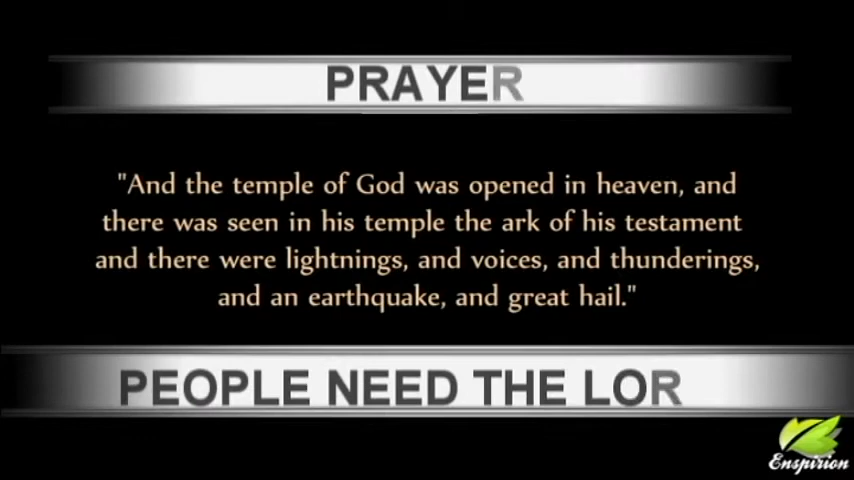 PRAYER
"And the temple of God was opened in heaven, and
there was seen in his temple the ark of his testament
and there were lightnings, and voices, and thunderings,
and an earthquake, and great hail."
PEOPLE NEED THE LOR
Enspirion